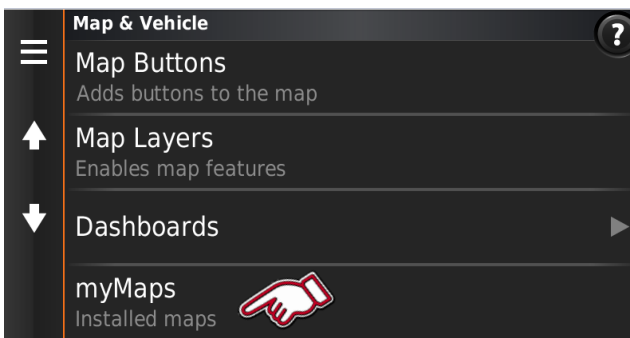 Map & Vehicle
?
Map Buttons
Adds buttons to the map
Map Layers
Enables map features
Dashboards
myMaps
Installed maps